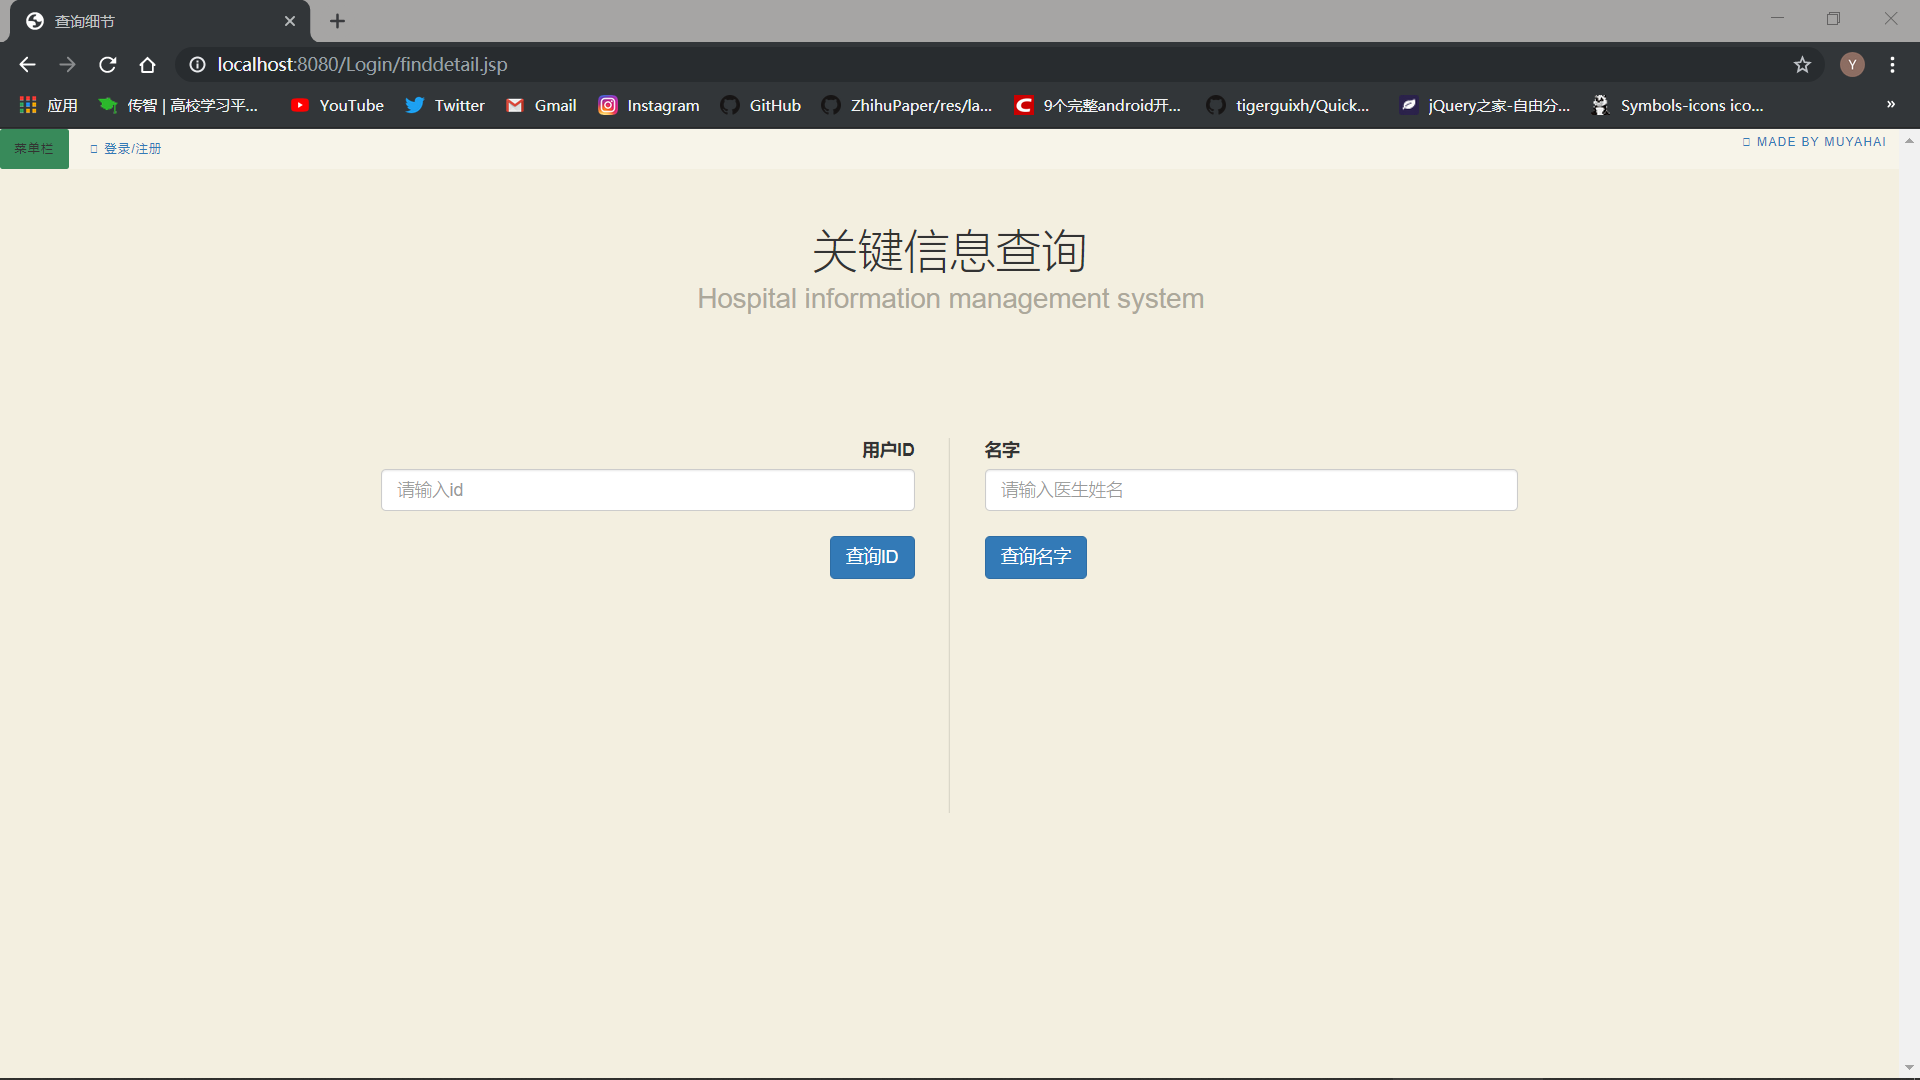 查询细节
localhost:8080/Login/finddetail.jsp
应用 传智 | 高校学习平... YouTube Twitter Gmail Instagram GitHub ZhihuPaper/res/la... 9个完整android开... tigerguixh/Quick... jQuery之家-自由分... Symbols-icons ico... »
Y
菜单栏 登录/注册 MADE BY MUYAHAI
关键信息查询
Hospital information management system
用户ID 名字
请输入id 请输入医生姓名
查询ID 查询名字